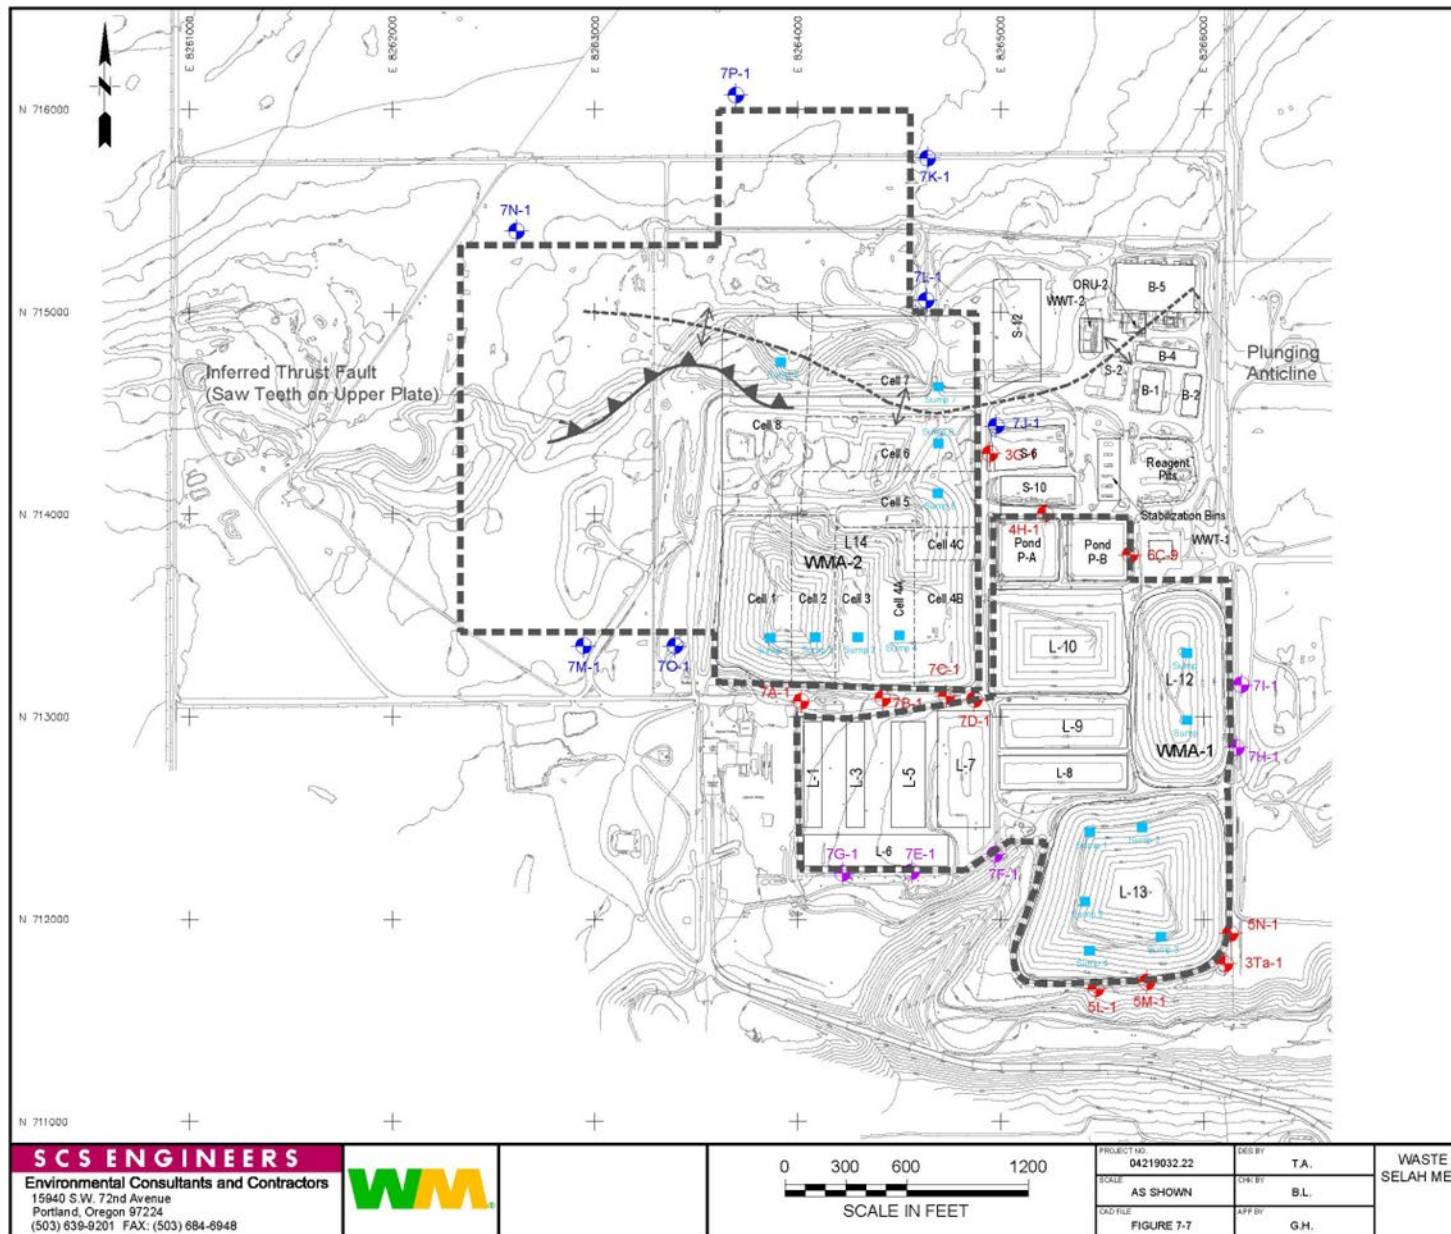 E 8261000
E 8262000
E 8263000
E 8264000
E 8265000
E 8266000
N
7P-1
N 716000
7K-1
7N-1
7L-1
ORU-2
B-5
WWT-2
S-12
N 715000
B-4
Plunging
Anticline
Inferred Thrust Fault
(Saw Teeth on Upper Plate)
S-2
Cell 7
B-1
B-2
Sump 7
Cell 8
7J-1
Cell 6
S-6
Reagent
Pits
S-10
Cell 5
N 714000
4H-1
Stabilization Bins
Pond
P-A
Pond
P-B
WWT-1
L14
Cell 4C
6C-9
WMA-2
Cell 1
Cell 2
Cell 3
Cell 4A
Cell 4B
L-10
7M-1
7O-1
Sump
L-12
7C-1
7A-1
7B-1
7D-1
7I-1
N 713000
L-9
Sump
WMA-1
7H-1
L-1
L-3
L-5
L-7
L-8
L-6
7G-1
7E-1
7F-1
L-13
N 712000
5N-1
Sump 3
Sump 4
3Ta-1
5L-1
5M-1
N 711000
SCS ENGINEERS
Environmental Consultants and Contractors
15940 S.W. 72nd Avenue
Portland, Oregon 97224
(503) 639-9201 FAX: (503) 684-6948
WM
0 300 600 1200
SCALE IN FEET
PROJECT NO.
04219032.22
DES BY
T.A.
SCALE
AS SHOWN
CHK BY
B.L.
CAD FILE
FIGURE 7-7
APP BY
G.H.
WASTE
SELAH ME